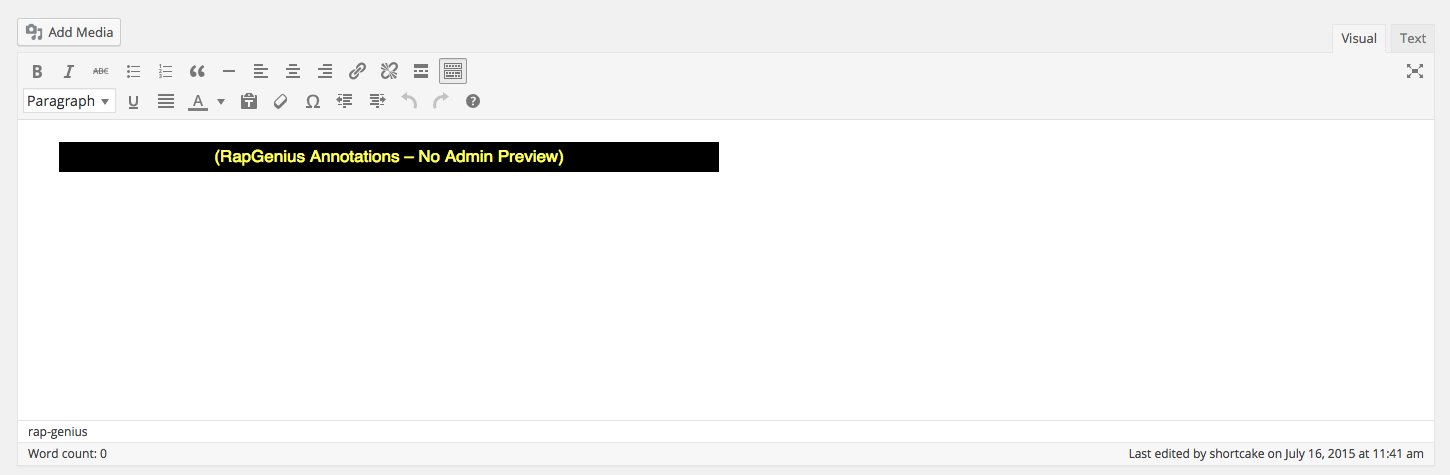 Add Media
Visual Text
B I ABC
Paragraph U A T Ω ?
(RapGenius Annotations – No Admin Preview)
rap-genius
Word count: 0
Last edited by shortcake on July 16, 2015 at 11:41 am